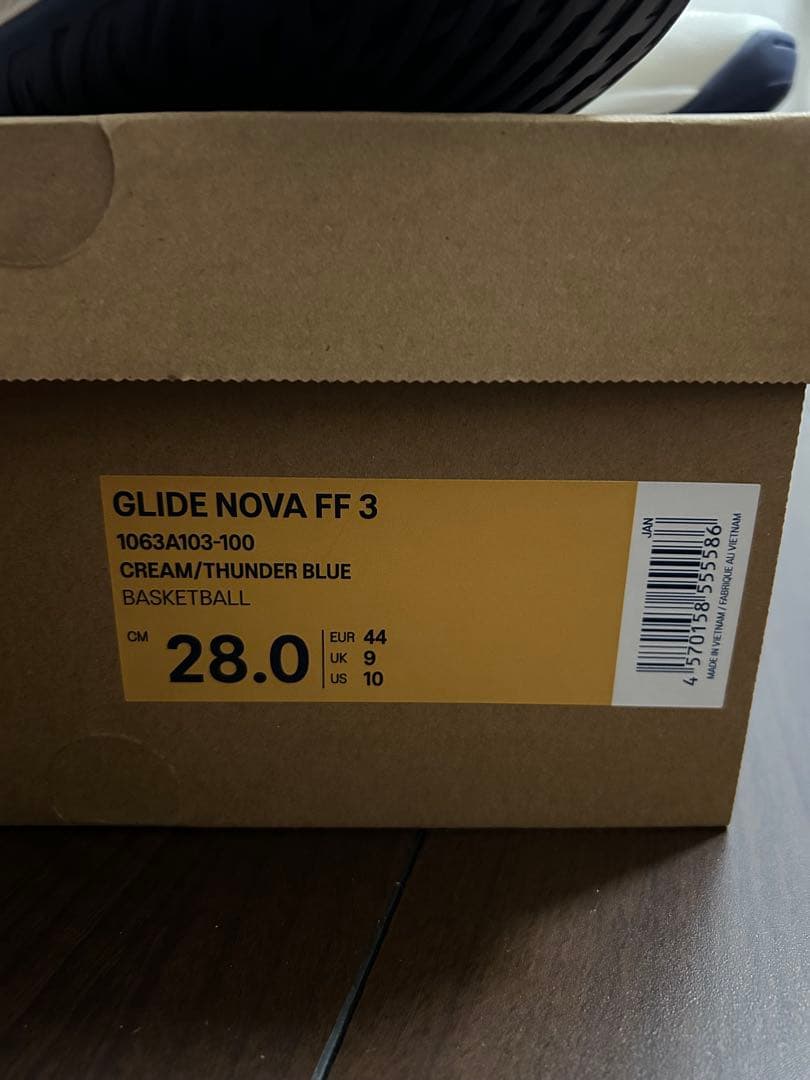 GLIDE NOVA FF 3
1063A103-100
CREAM/THUNDER BLUE
BASKETBALL
CM 28.0
EUR 44
UK 9
US 10
JAN
4 570158 555586
MADE IN VIETNAM / FABRIQUE AU VIETNAM